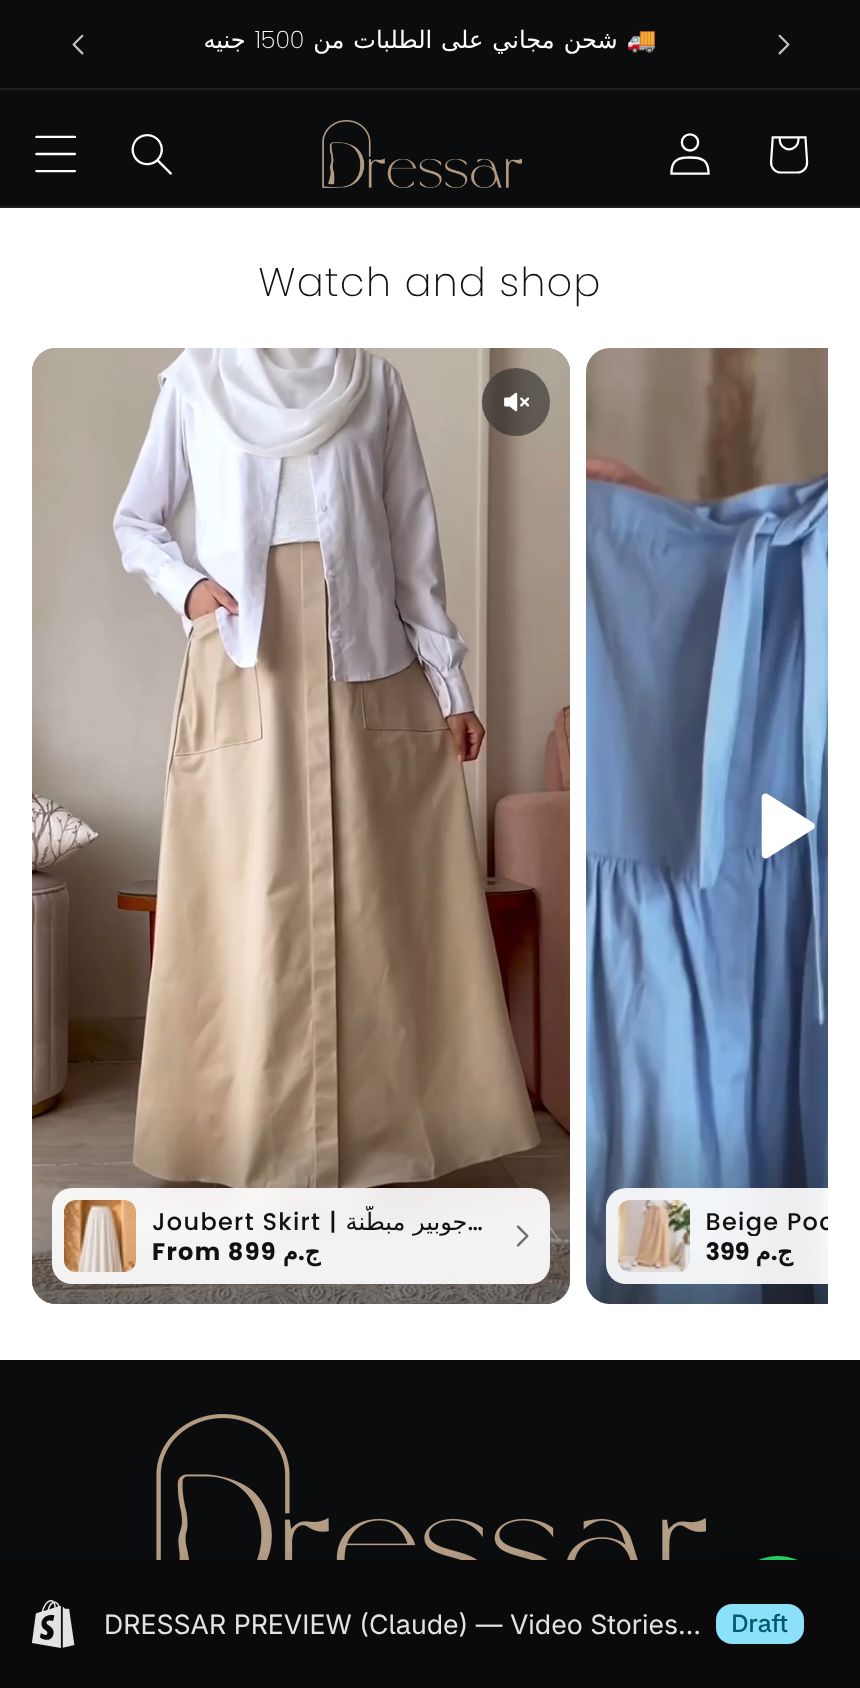 🚚 شحن مجاني على الطلبات من 1500 جنيه
Dressar
Watch and shop
Joubert Skirt | جوبير مبطّنة...
From 899 ج.م
Beige Poc
399 ج.م
Dressar
DRESSAR PREVIEW (Claude) — Video Stories...
Draft